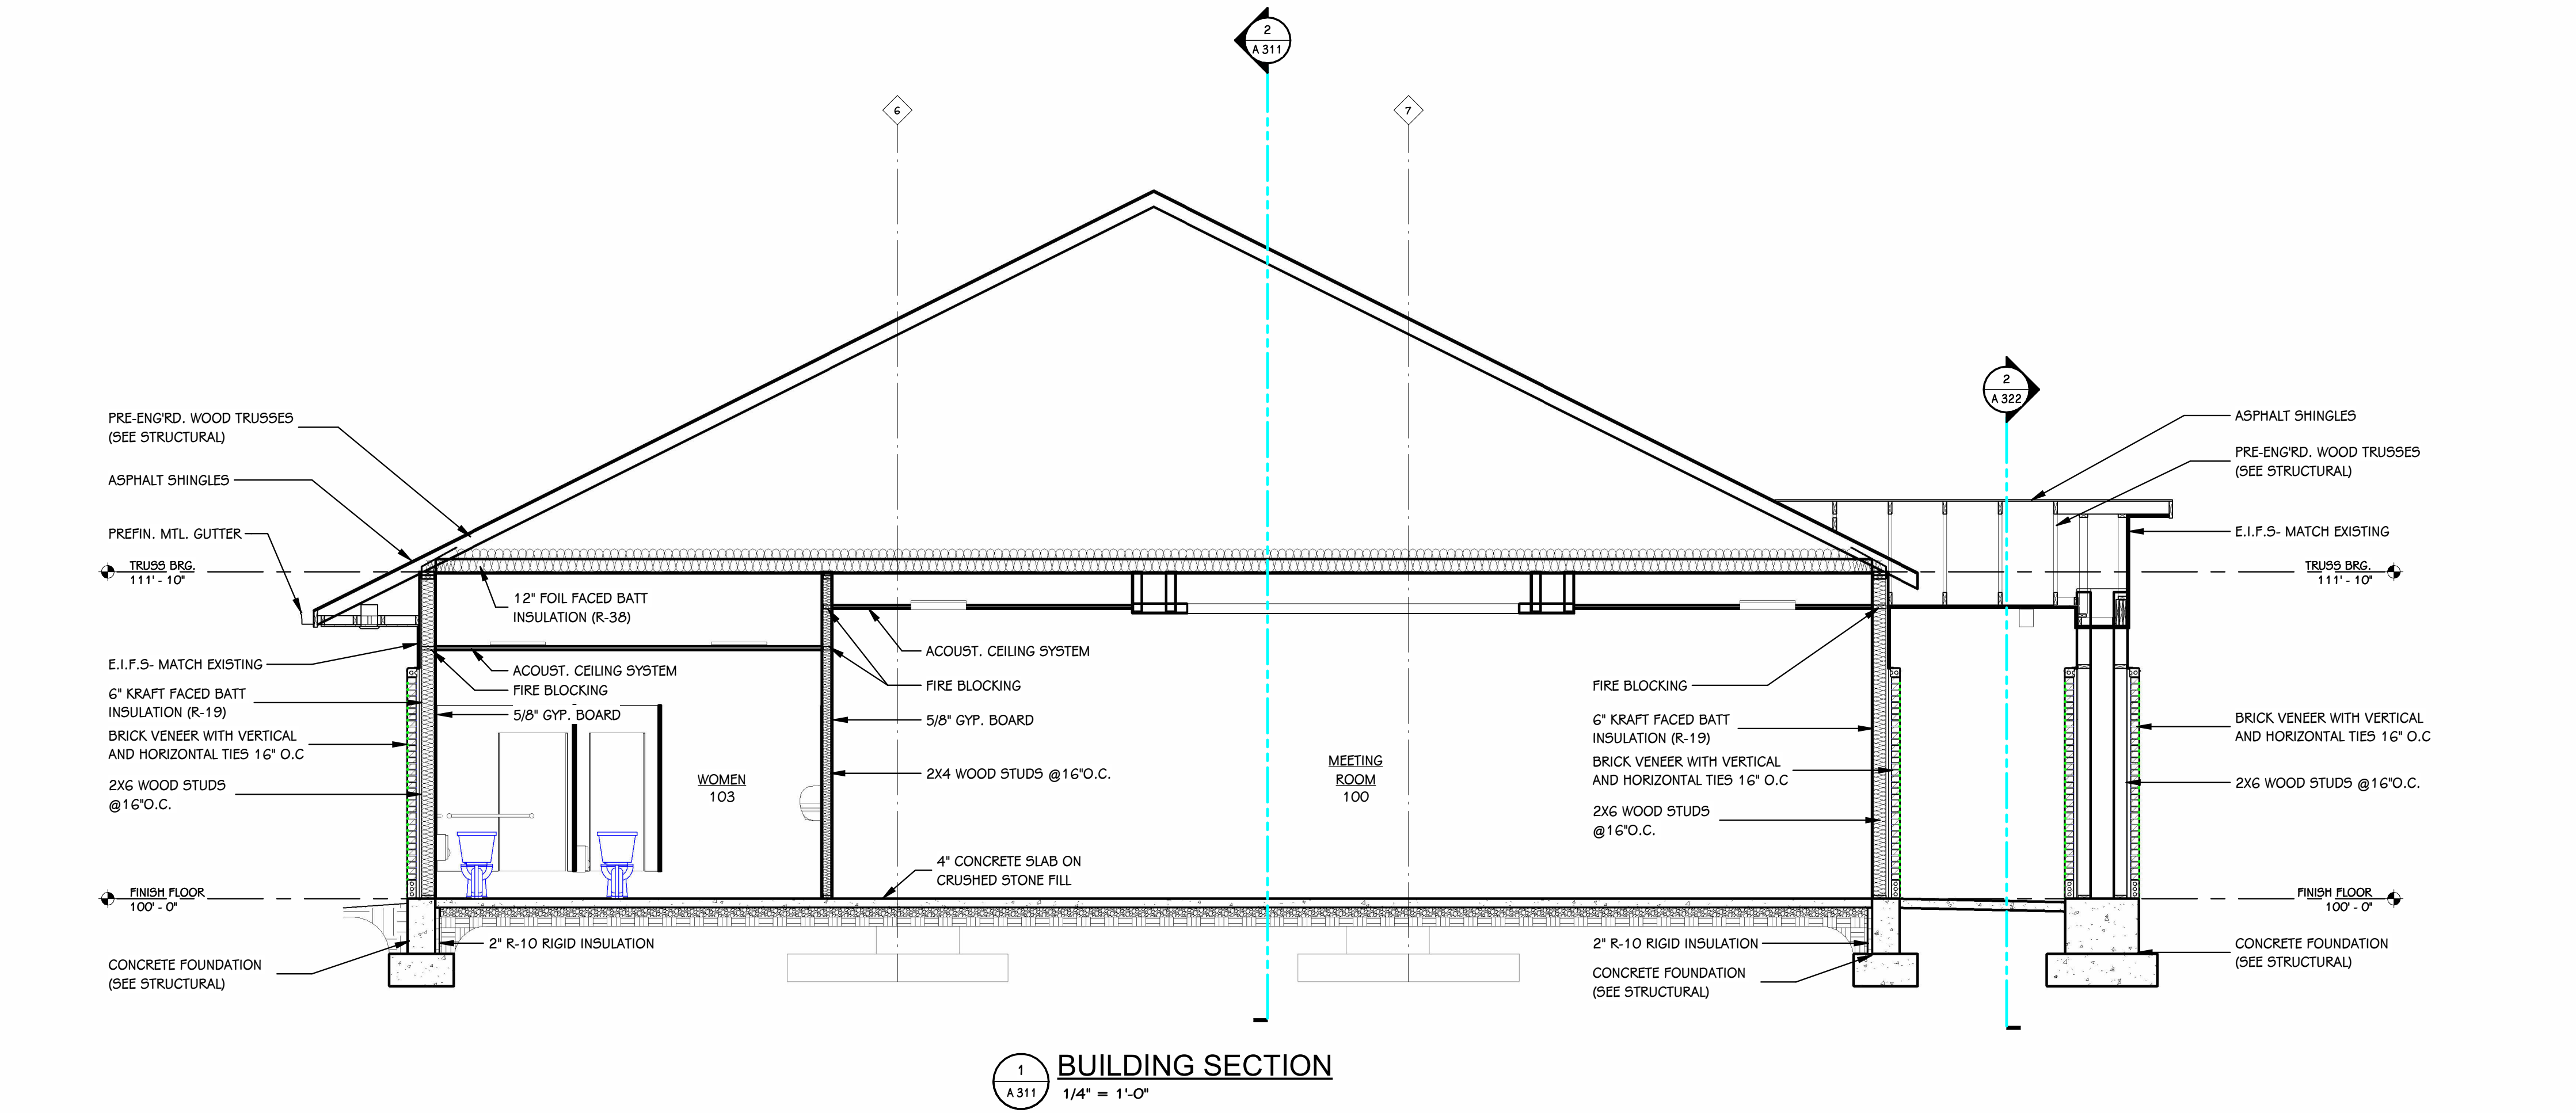 2
A 311
6
7
2
A 322
PRE-ENG'RD. WOOD TRUSSES
(SEE STRUCTURAL)
ASPHALT SHINGLES
PREFIN. MTL. GUTTER
TRUSS BRG.
111' - 10"
E.I.F.S- MATCH EXISTING
6" KRAFT FACED BATT
INSULATION (R-19)
BRICK VENEER WITH VERTICAL
AND HORIZONTAL TIES 16" O.C
2X6 WOOD STUDS
@16"O.C.
FINISH FLOOR
100' - 0"
CONCRETE FOUNDATION
(SEE STRUCTURAL)
12" FOIL FACED BATT
INSULATION (R-38)
ACOUST. CEILING SYSTEM
FIRE BLOCKING
5/8" GYP. BOARD
WOMEN
103
2" R-10 RIGID INSULATION
ACOUST. CEILING SYSTEM
FIRE BLOCKING
5/8" GYP. BOARD
2X4 WOOD STUDS @16"O.C.
4" CONCRETE SLAB ON
CRUSHED STONE FILL
MEETING
ROOM
100
FIRE BLOCKING
6" KRAFT FACED BATT
INSULATION (R-19)
BRICK VENEER WITH VERTICAL
AND HORIZONTAL TIES 16" O.C
2X6 WOOD STUDS
@16"O.C.
2" R-10 RIGID INSULATION
CONCRETE FOUNDATION
(SEE STRUCTURAL)
ASPHALT SHINGLES
PRE-ENG'RD. WOOD TRUSSES
(SEE STRUCTURAL)
E.I.F.S- MATCH EXISTING
TRUSS BRG.
111' - 10"
BRICK VENEER WITH VERTICAL
AND HORIZONTAL TIES 16" O.C
2X6 WOOD STUDS @16"O.C.
FINISH FLOOR
100' - 0"
CONCRETE FOUNDATION
(SEE STRUCTURAL)
1
A 311
BUILDING SECTION
1/4" = 1'-0"